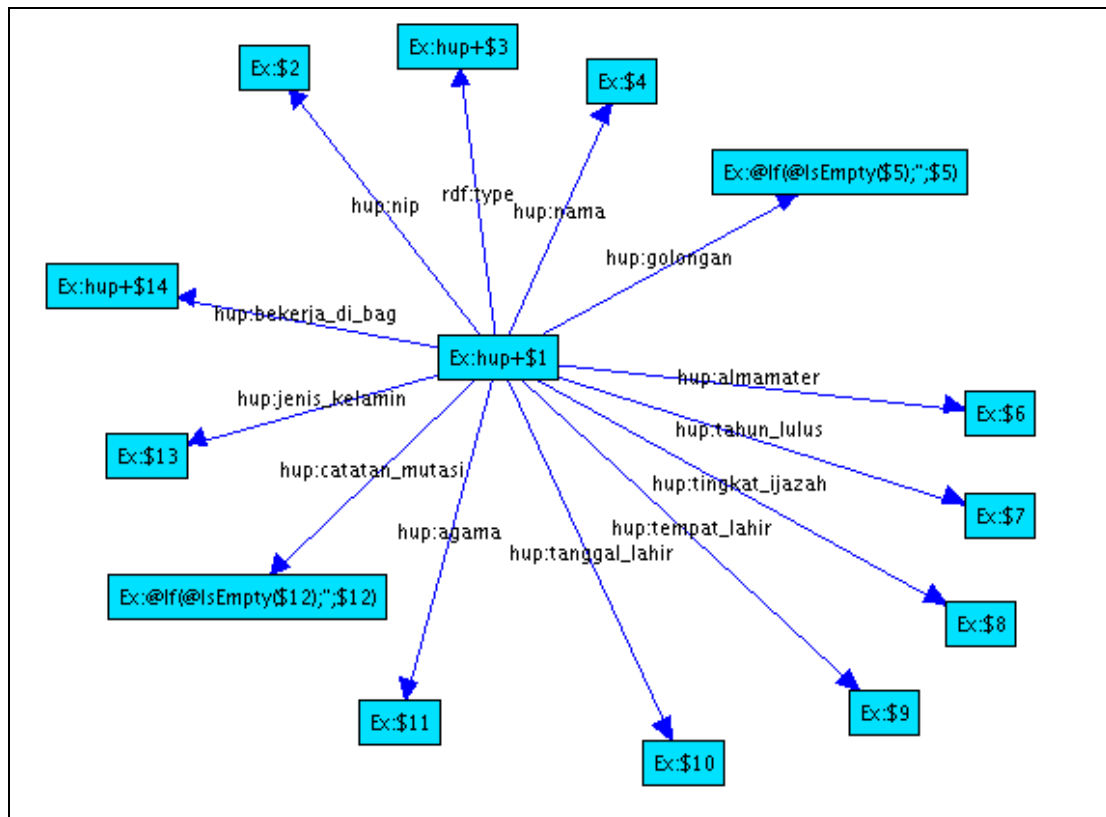 Ex:hup+$3
Ex:$2
Ex:$4
Ex:@If(@IsEmpty($5);";$5)
hup:nip
rdf:type
hup:nama
hup:golongan
Ex:hup+$14
hup:bekerja_di_bag
Ex:hup+$1
hup:almamater
hup:jenis_kelamin
Ex:$6
hup:tahun_lulus
Ex:$13
hup:catatan_mutasi
hup:tingkat_ijazah
Ex:$7
hup:agama
hup:tempat_lahir
hup:tanggal_lahir
Ex:@If(@IsEmpty($12);";$12)
Ex:$8
Ex:$11
Ex:$9
Ex:$10